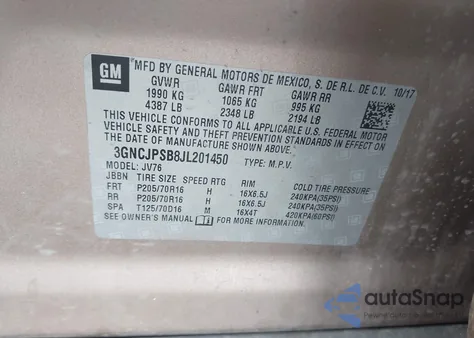 GM
MFD BY GENERAL MOTORS DE MEXICO, S. DE R.L. DE C.V. 10/17
GVWR GAWR FRT GAWR RR
1990 KG 1065 KG 995 KG
4387 LB 2348 LB 2194 LB
THIS VEHICLE CONFORMS TO ALL APPLICABLE U.S. FEDERAL MOTOR
VEHICLE SAFETY, BUMPER, AND THEFT PREVENTION STANDARDS
IN EFFECT ON THE DATE OF MANUFACTURE SHOWN ABOVE.
3GNCJPSB8JL201450 TYPE: M.P.V.
MODEL: JV76
JBBN TIRE SIZE SPEED RTG RIM
FRT P205/70R16 H 16X6.5J 240KPA(35PSI)
RR P205/70R16 H 16X6.5J 240KPA(35PSI)
SPA T125/70D16 M 16X4T 420KPA(60PSI)
SEE OWNER'S MANUAL FOR MORE INFORMATION.
autoSnap